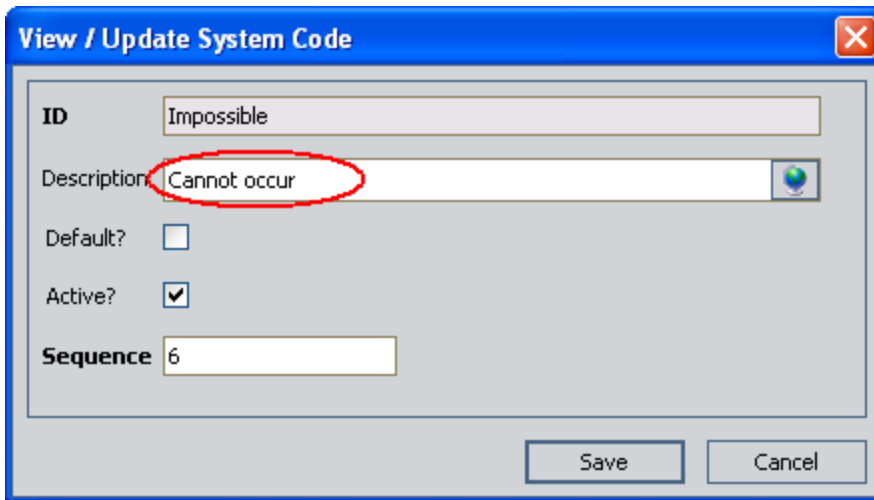 View / Update System Code
ID Impossible
Description Cannot occur
Default?
Active?
Sequence 6
Save Cancel